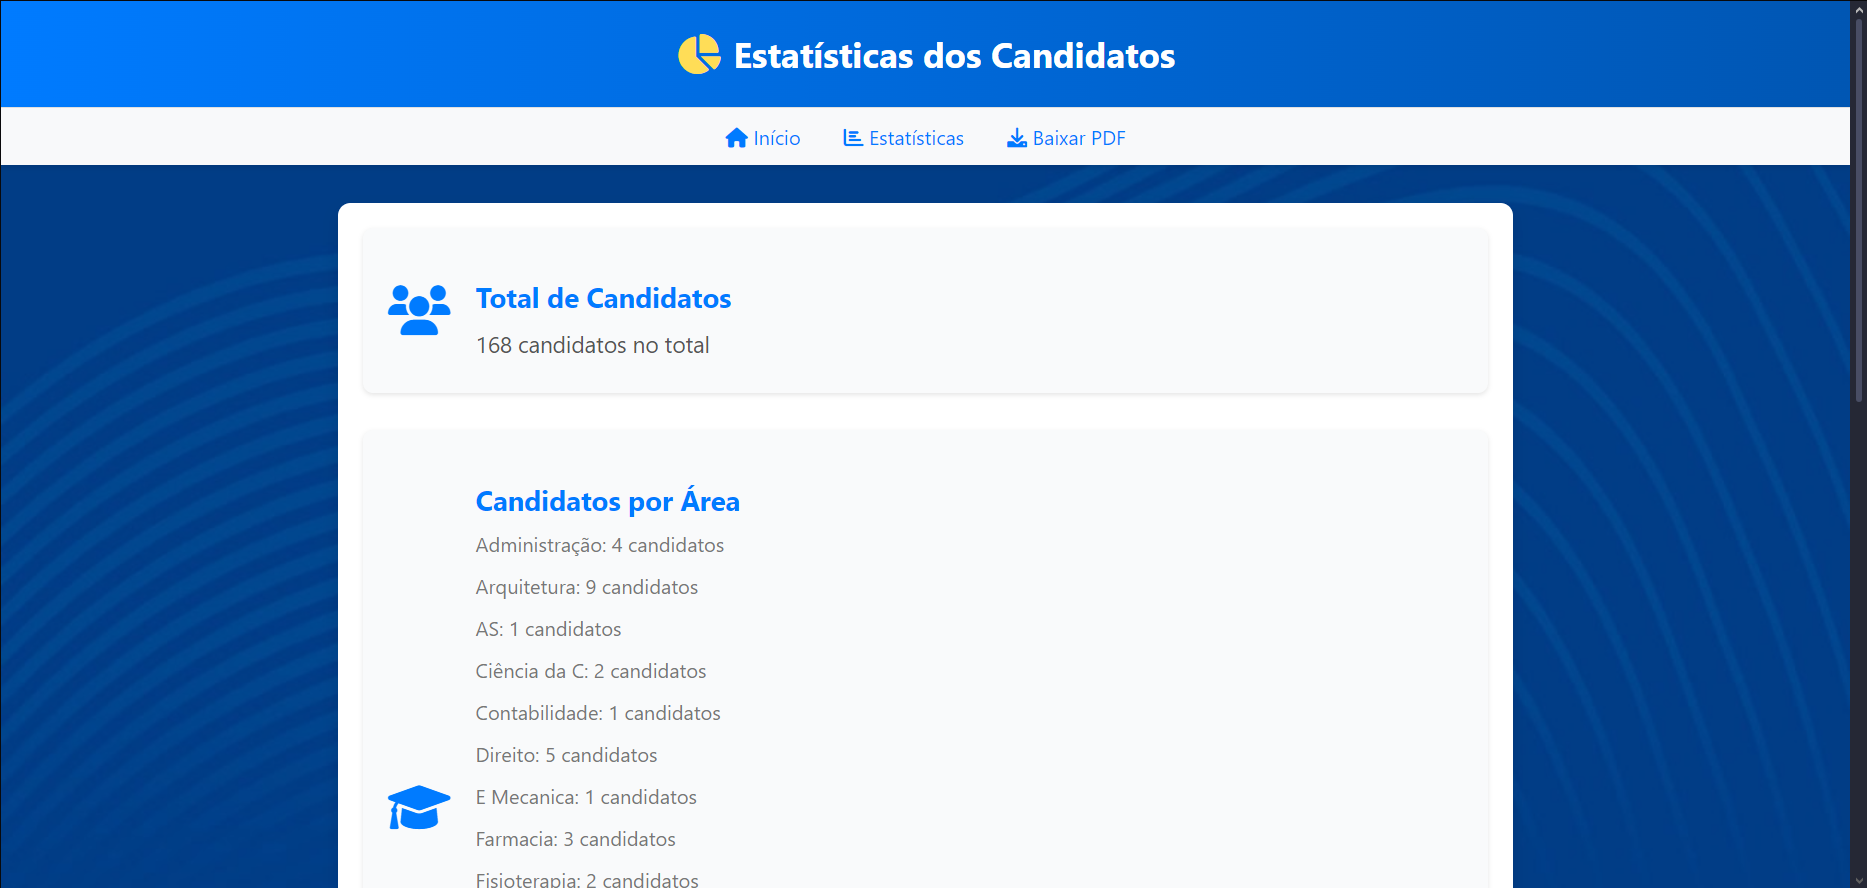 Estatísticas dos Candidatos
Início Estatísticas Baixar PDF
Total de Candidatos
168 candidatos no total
Candidatos por Área
Administração: 4 candidatos
Arquitetura: 9 candidatos
AS: 1 candidatos
Ciência da C: 2 candidatos
Contabilidade: 1 candidatos
Direito: 5 candidatos
E Mecanica: 1 candidatos
Farmacia: 3 candidatos
Fisioterapia: 2 candidatos